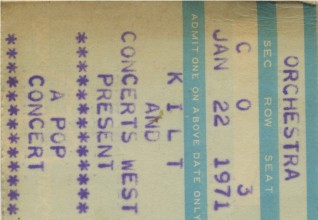 ORCHESTRA
SEC ROW SEAT
C O 3
JAN 22 1971
ADMIT ONE ON ABOVE DATE ONLY
K I L T
AND
CONCERTS WEST
PRESENT
**********
A POP
CONCERT
**********